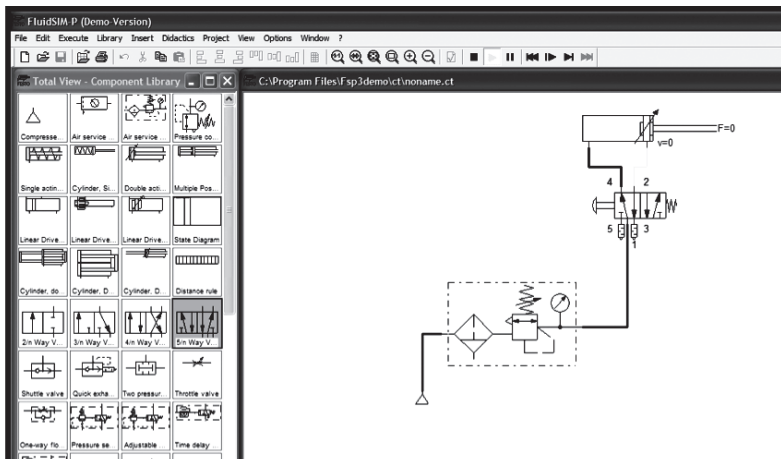 FluidSIM-P (Demo-Version)
File Edit Execute Library Insert Didactics Project View Options Window ?
Total View - Component Library
C:\Program Files\Fsp3demo\ct\noname.ct
Compresse...
Air service ...
Air service ...
Pressure co...
Single actin...
Cylinder, Si...
Double acti...
Multiple Pos...
Linear Drive...
Linear Drive...
Linear Drive...
State Diagram
Cylinder, do...
Cylinder, D...
Cylinder, D...
Distance rule
2/n Way V...
3/n Way V...
4/n Way V...
5/n Way V...
Shuttle valve
Quick exha...
Two pressur...
Throttle valve
One-way flo...
Pressure se...
Adjustable ...
Time delay ...
F=0
v=0
4 2
5 3
1